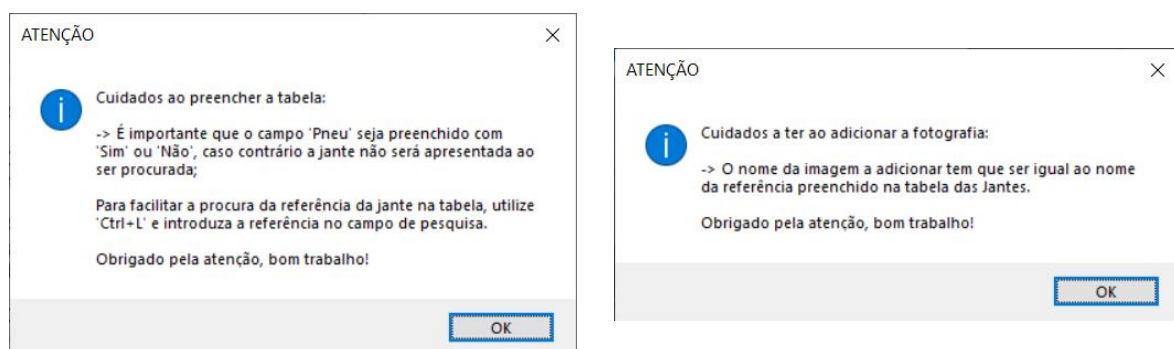 ATENÇÃO
Cuidados ao preencher a tabela:
-> É importante que o campo 'Pneu' seja preenchido com
'Sim' ou 'Não', caso contrário a jante não será apresentada ao
ser procurada;
Para facilitar a procura da referência da jante na tabela, utilize
'Ctrl+L' e introduza a referência no campo de pesquisa.
Obrigado pela atenção, bom trabalho!
OK
ATENÇÃO
Cuidados a ter ao adicionar a fotografia:
-> O nome da imagem a adicionar tem que ser igual ao nome
da referência preenchido na tabela das Jantes.
Obrigado pela atenção, bom trabalho!
OK